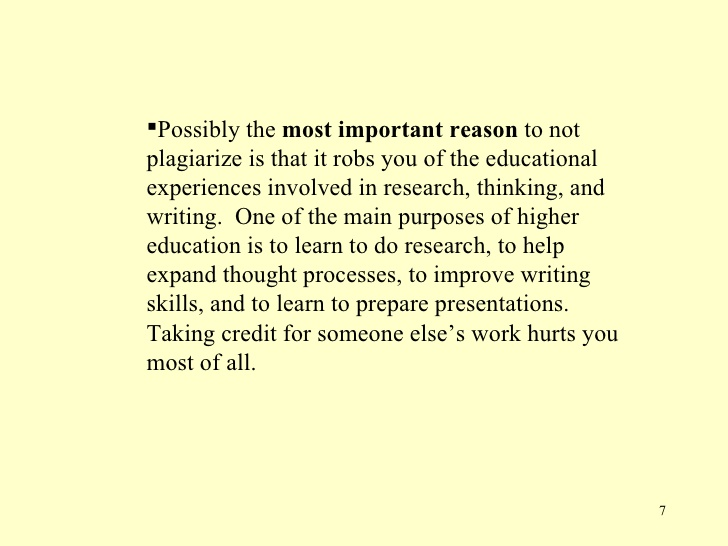 ▪Possibly the most important reason to not
plagiarize is that it robs you of the educational
experiences involved in research, thinking, and
writing.  One of the main purposes of higher
education is to learn to do research, to help
expand thought processes, to improve writing
skills, and to learn to prepare presentations.
Taking credit for someone else’s work hurts you
most of all.
7